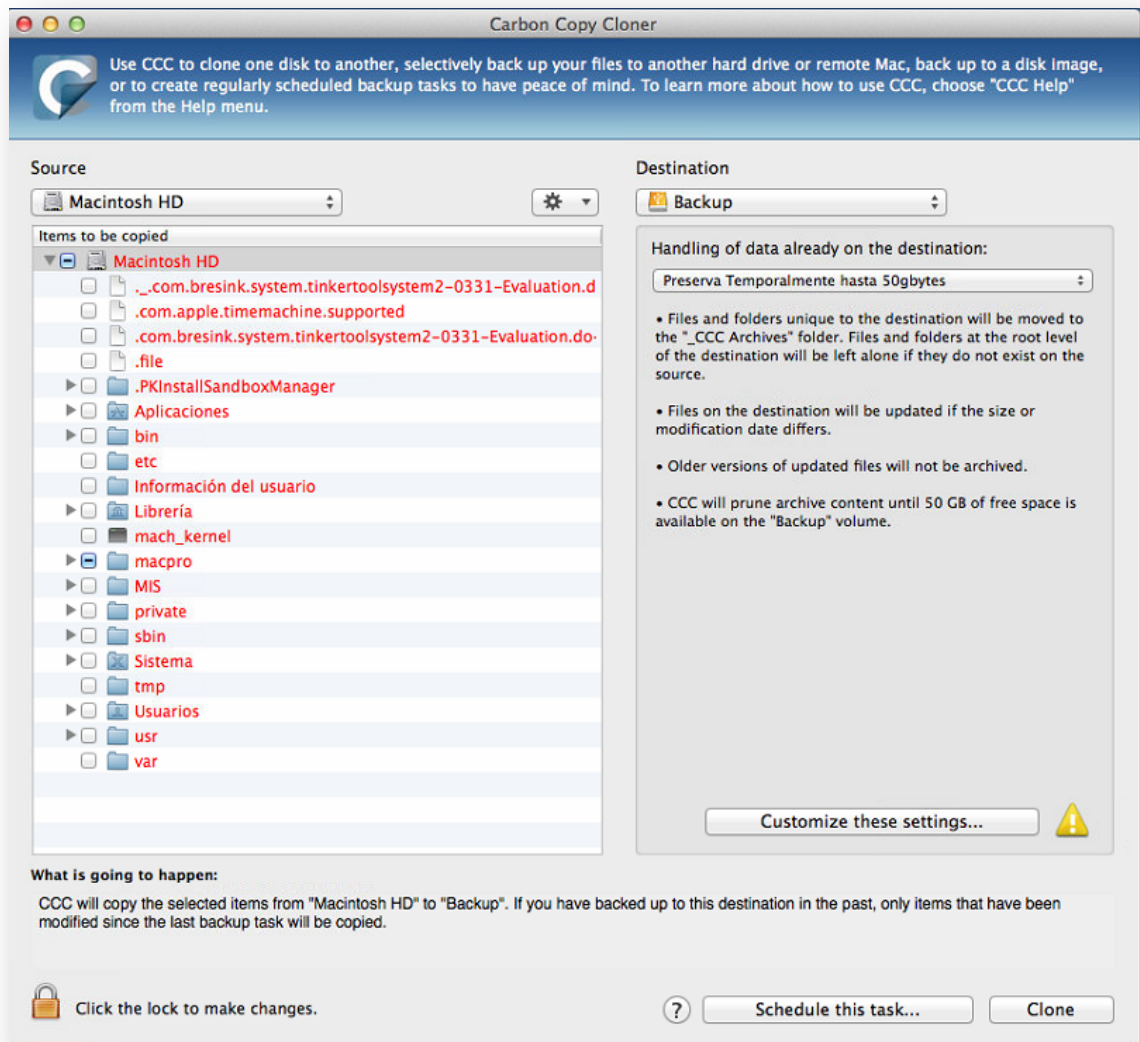 Carbon Copy Cloner
Use CCC to clone one disk to another, selectively back up your files to another hard drive or remote Mac, back up to a disk image,
or to create regularly scheduled backup tasks to have peace of mind. To learn more about how to use CCC, choose "CCC Help"
from the Help menu.
Source
Macintosh HD
Items to be copied
Macintosh HD
._.com.bresink.system.tinkertoolsystem2-0331-Evaluation.d
.com.apple.timemachine.supported
.com.bresink.system.tinkertoolsystem2-0331-Evaluation.do-
.file
.PKInstallSandboxManager
Aplicaciones
bin
etc
Información del usuario
Librería
mach_kernel
macpro
MIS
private
sbin
Sistema
tmp
Usuarios
usr
var
Destination
Backup
Handling of data already on the destination:
Preserva Temporalmente hasta 50gbytes
• Files and folders unique to the destination will be moved to
the "_CCC Archives" folder. Files and folders at the root level
of the destination will be left alone if they do not exist on the
source.
• Files on the destination will be updated if the size or
modification date differs.
• Older versions of updated files will not be archived.
• CCC will prune archive content until 50 GB of free space is
available on the "Backup" volume.
Customize these settings...
What is going to happen:
CCC will copy the selected items from "Macintosh HD" to "Backup". If you have backed up to this destination in the past, only items that have been
modified since the last backup task will be copied.
Click the lock to make changes.
?
Schedule this task...
Clone